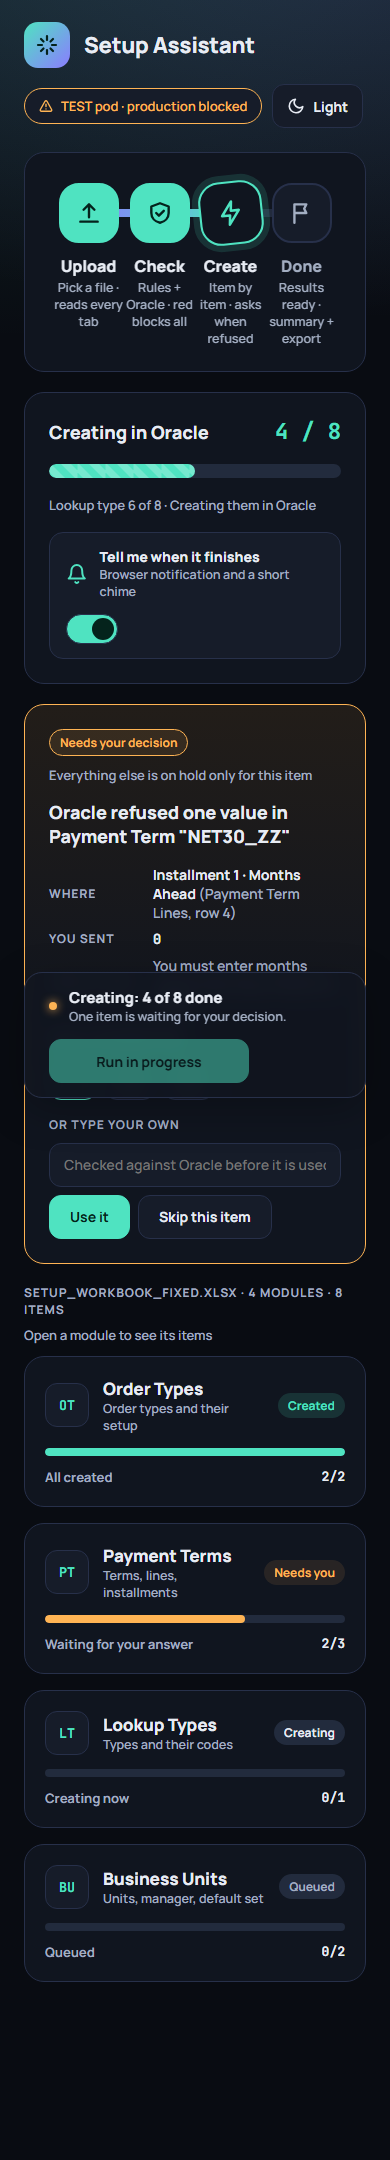 Setup Assistant
TEST pod · production blocked
Light
Upload
Pick a file ·
reads every
tab
Check
Rules +
Oracle · red
blocks all
Create
Item by
item · asks
when
refused
Done
Results
ready ·
summary +
export
Creating in Oracle
4 / 8
Lookup type 6 of 8 · Creating them in Oracle
Tell me when it finishes
Browser notification and a short
chime
Needs your decision
Everything else is on hold only for this item
Oracle refused one value in
Payment Term "NET30_ZZ"
WHERE
Installment 1 · Months
Ahead (Payment Term
Lines, row 4)
YOU SENT
0
You must enter months
Creating: 4 of 8 done
One item is waiting for your decision.
Run in progress
OR TYPE YOUR OWN
Checked against Oracle before it is used
Use it
Skip this item
SETUP_WORKBOOK_FIXED.XLSX · 4 MODULES · 8
ITEMS
Open a module to see its items
OT
Order Types
Order types and their
setup
Created
All created
2/2
PT
Payment Terms
Terms, lines,
installments
Needs you
Waiting for your answer
2/3
LT
Lookup Types
Types and their codes
Creating
Creating now
0/1
BU
Business Units
Units, manager, default set
Queued
Queued
0/2